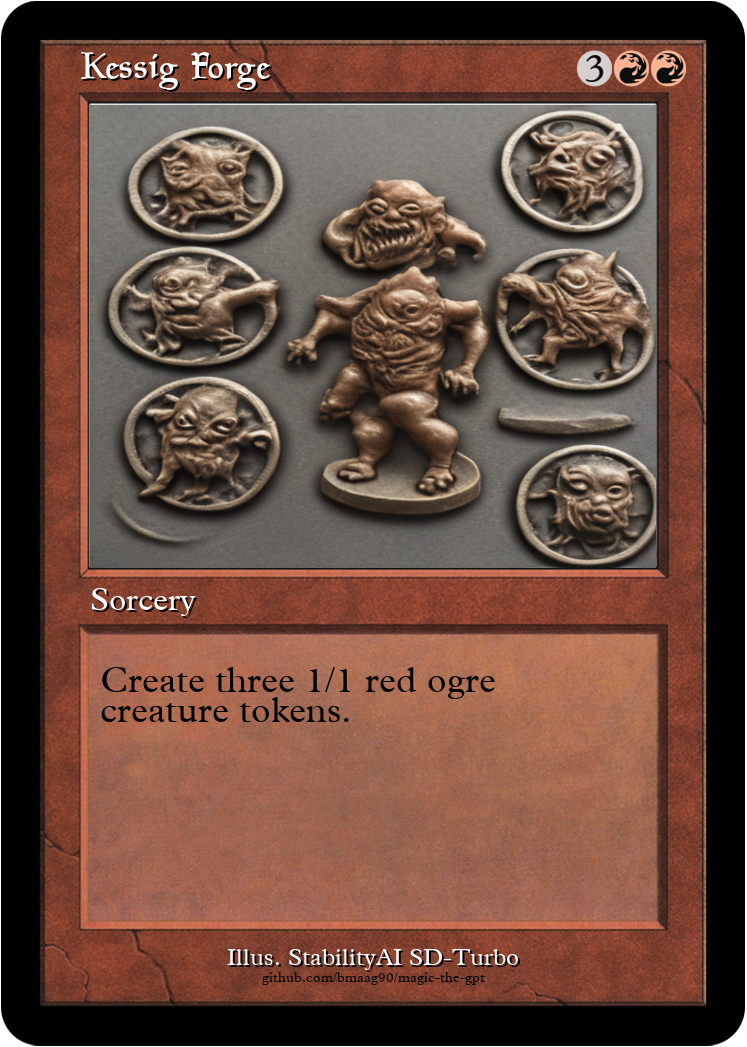 Kessig Forge 3
Sorcery
Create three 1/1 red ogre
creature tokens.
Illus. StabilityAI SD-Turbo
github.com/bmaag90/magic-the-gpt